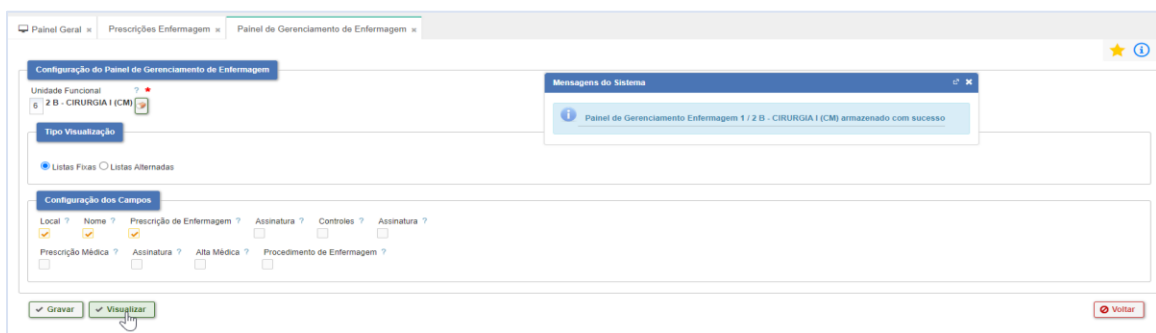 Painel Geral × Prescrições Enfermagem × Painel de Gerenciamento de Enfermagem ×
Configuração do Painel de Gerenciamento de Enfermagem
Mensagens do Sistema
Unidade Funcional ? *
6 2 B - CIRURGIA I (CM)
Painel de Gerenciamento Enfermagem 1 / 2 B - CIRURGIA I (CM) armazenado com sucesso
Tipo Visualização
Listas Fixas Listas Alternadas
Configuração dos Campos
Local ? Nome ? Prescrição de Enfermagem ? Assinatura ? Controles ? Assinatura ?
Prescrição Médica ? Assinatura ? Alta Médica ? Procedimento de Enfermagem ?
Gravar Visualizar Voltar